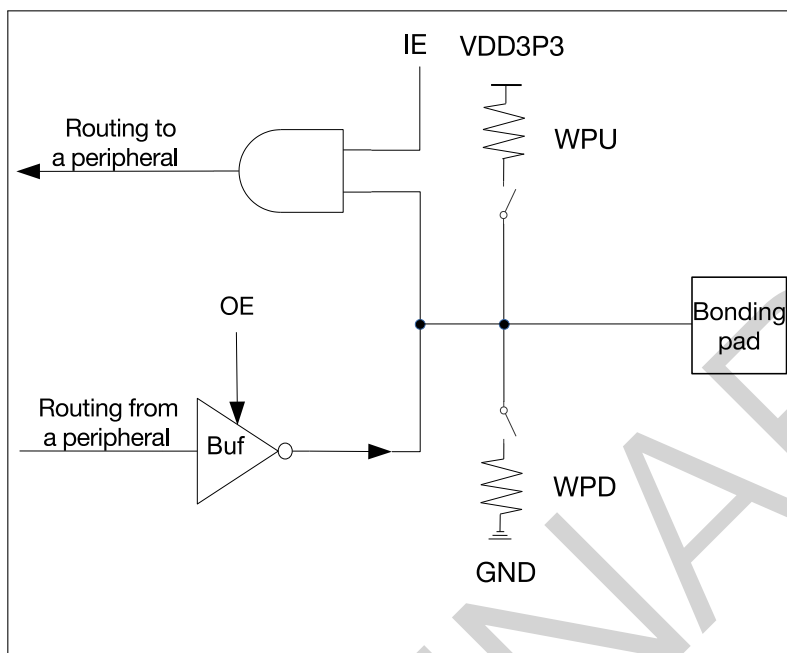 IE
VDD3P3
Routing to
a peripheral
WPU
OE
Bonding
pad
Routing from
a peripheral
Buf
WPD
GND